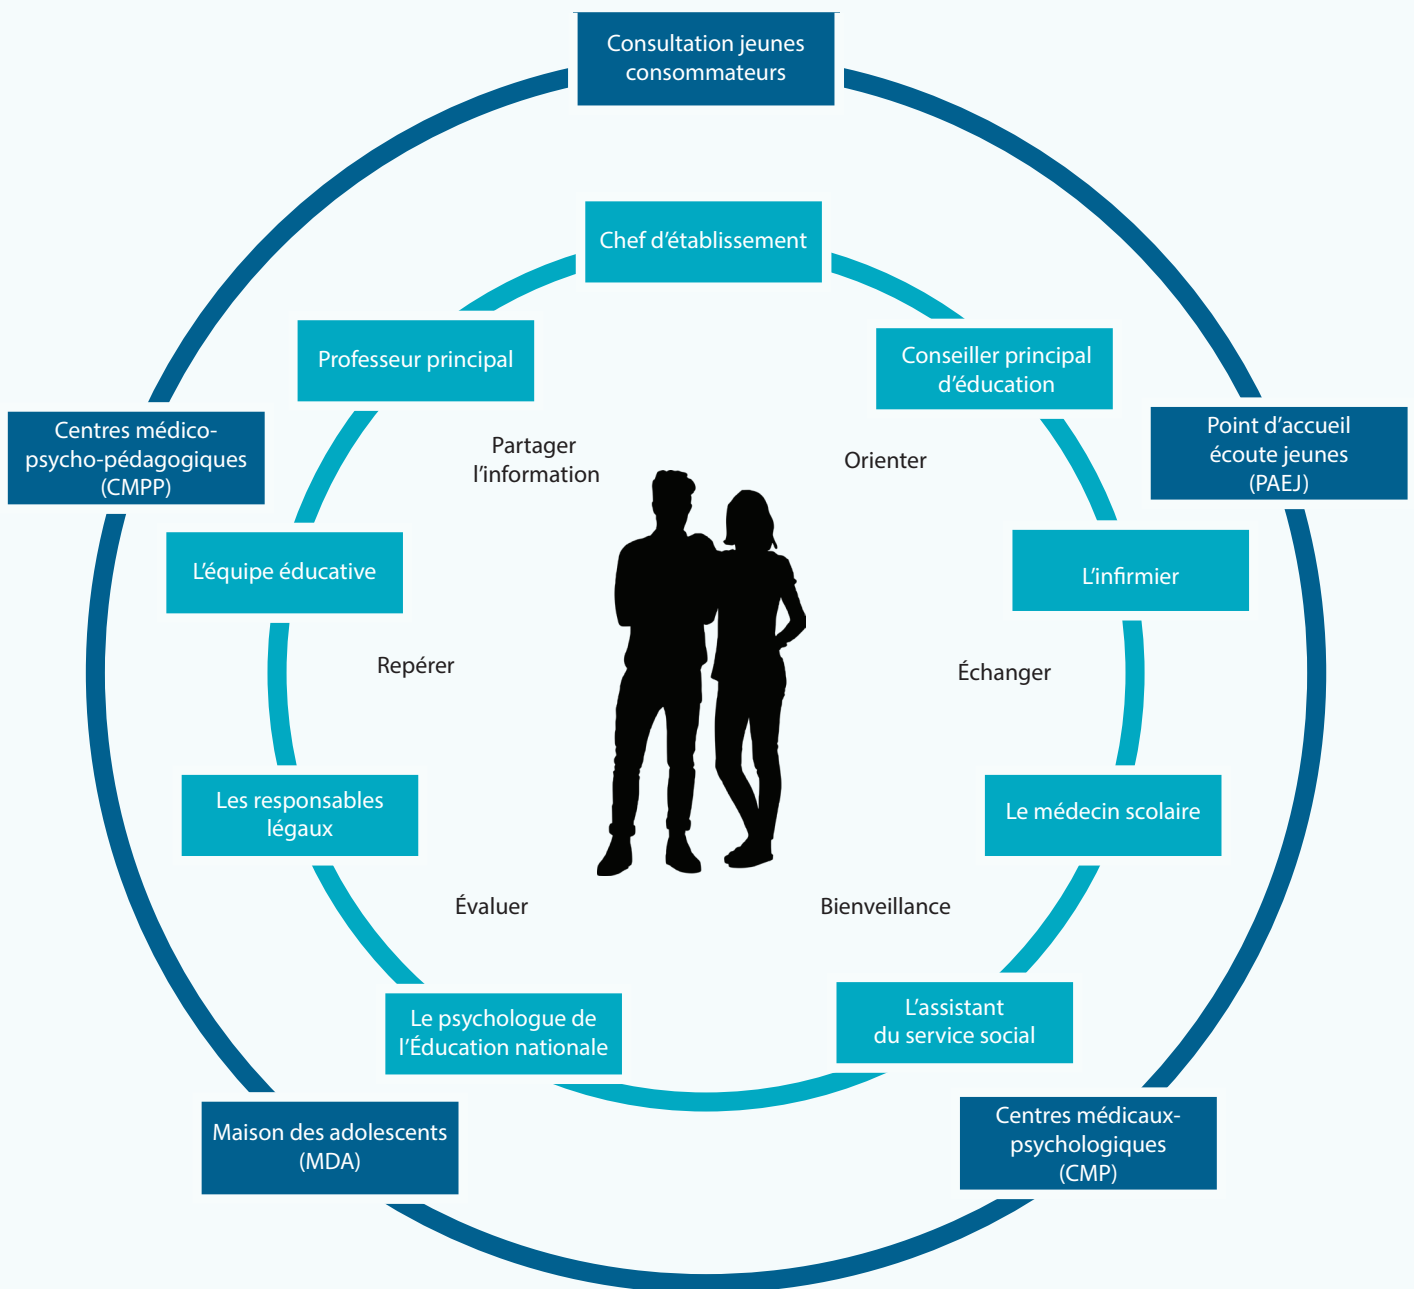 Consultation jeunes
consommateurs
Chef d'établissement
Professeur principal
Conseiller principal
d'éducation
Centres médico-
psycho-pédagogiques
(CMPP)
Point d'accueil
écoute jeunes
(PAEJ)
Partager
l'information
Orienter
L'équipe éducative
L'infirmier
Repérer
Échanger
Les responsables
légaux
Le médecin scolaire
Évaluer
Bienveillance
Le psychologue de
l'Éducation nationale
L'assistant
du service social
Maison des adolescents
(MDA)
Centres médicaux-
psychologiques
(CMP)